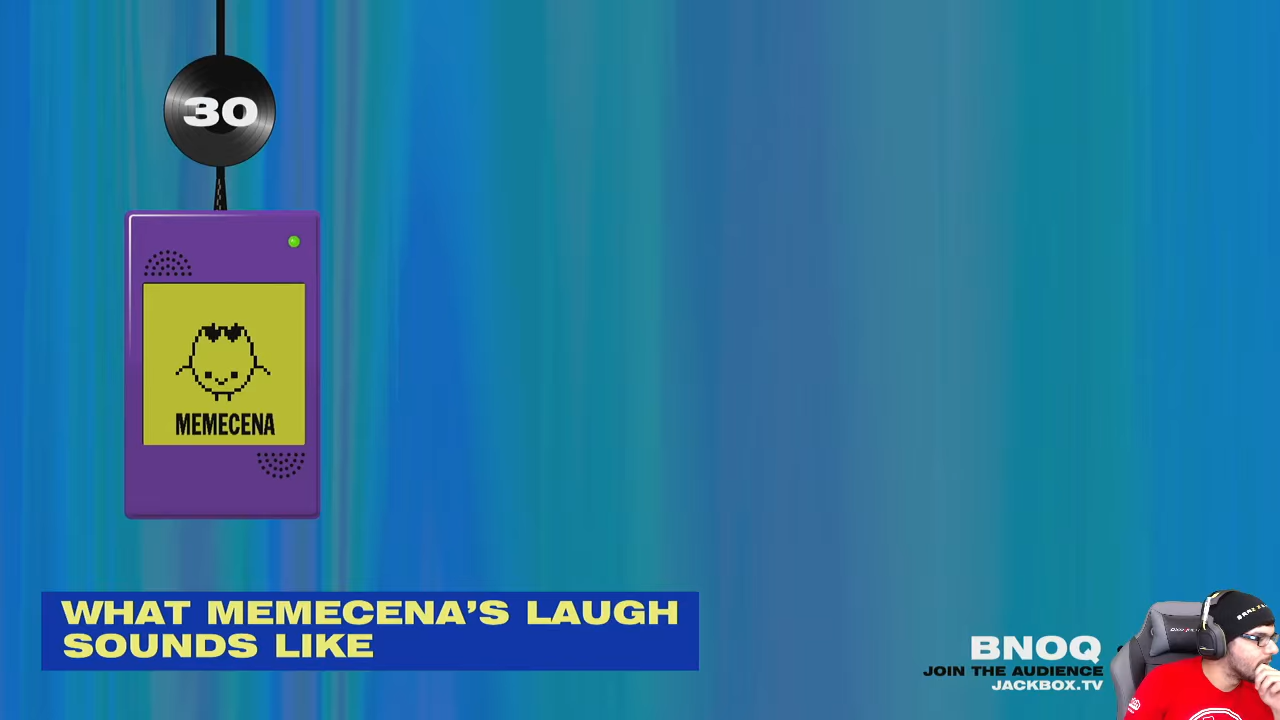 30
MEMECENA
WHAT MEMECENA'S LAUGH
SOUNDS LIKE
BNOQ
JOIN THE AUDIENCE
JACKBOX.TV